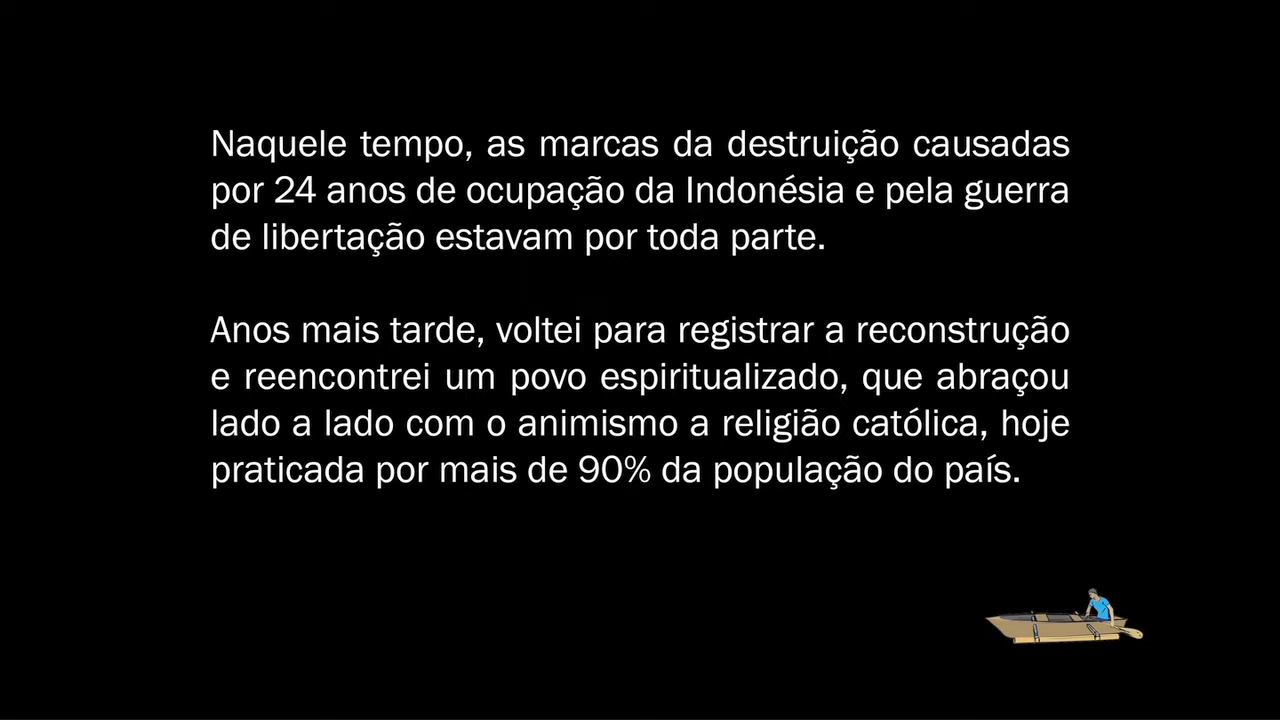 Naquele tempo, as marcas da destruição causadas
por 24 anos de ocupação da Indonésia e pela guerra
de libertação estavam por toda parte.
Anos mais tarde, voltei para registrar a reconstrução
e reencontrei um povo espiritualizado, que abraçou
lado a lado com o animismo a religião católica, hoje
praticada por mais de 90% da população do país.